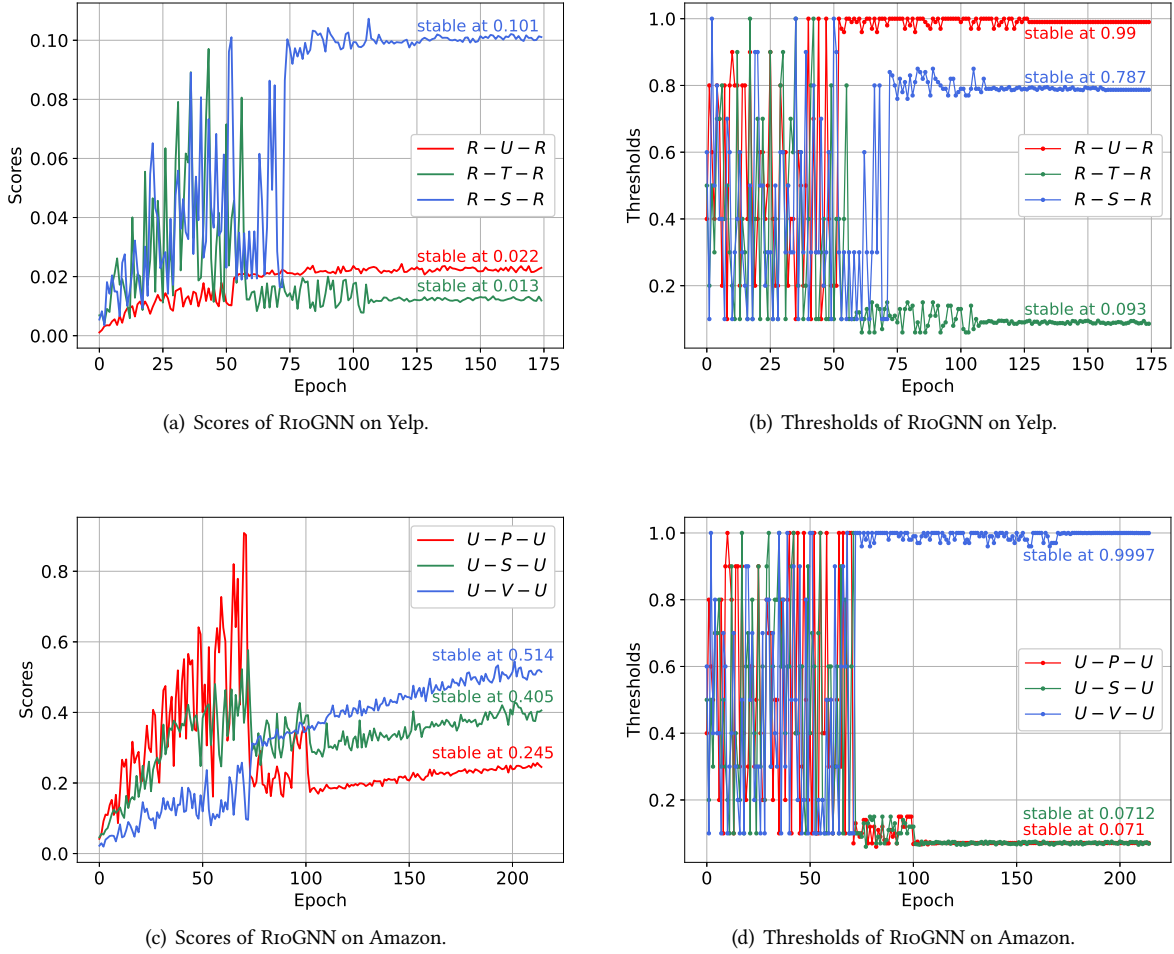 stable at 0.101
stable at 0.022
stable at 0.013
R − U − R
R − T − R
R − S − R
0.10
0.08
0.06
0.04
0.02
0.00
Scores
0 25 50 75 100 125 150 175
Epoch
(a) Scores of RioGNN on Yelp.
stable at 0.99
stable at 0.787
stable at 0.093
R − U − R
R − T − R
R − S − R
1.0
0.8
0.6
0.4
0.2
Thresholds
0 25 50 75 100 125 150 175
Epoch
(b) Thresholds of RioGNN on Yelp.
U − P − U
U − S − U
U − V − U
stable at 0.514
stable at 0.405
stable at 0.245
0.8
0.6
0.4
0.2
0.0
Scores
0 50 100 150 200
Epoch
(c) Scores of RioGNN on Amazon.
stable at 0.9997
U − P − U
U − S − U
U − V − U
stable at 0.0712
stable at 0.071
1.0
0.8
0.6
0.4
0.2
Thresholds
0 50 100 150 200
Epoch
(d) Thresholds of RioGNN on Amazon.